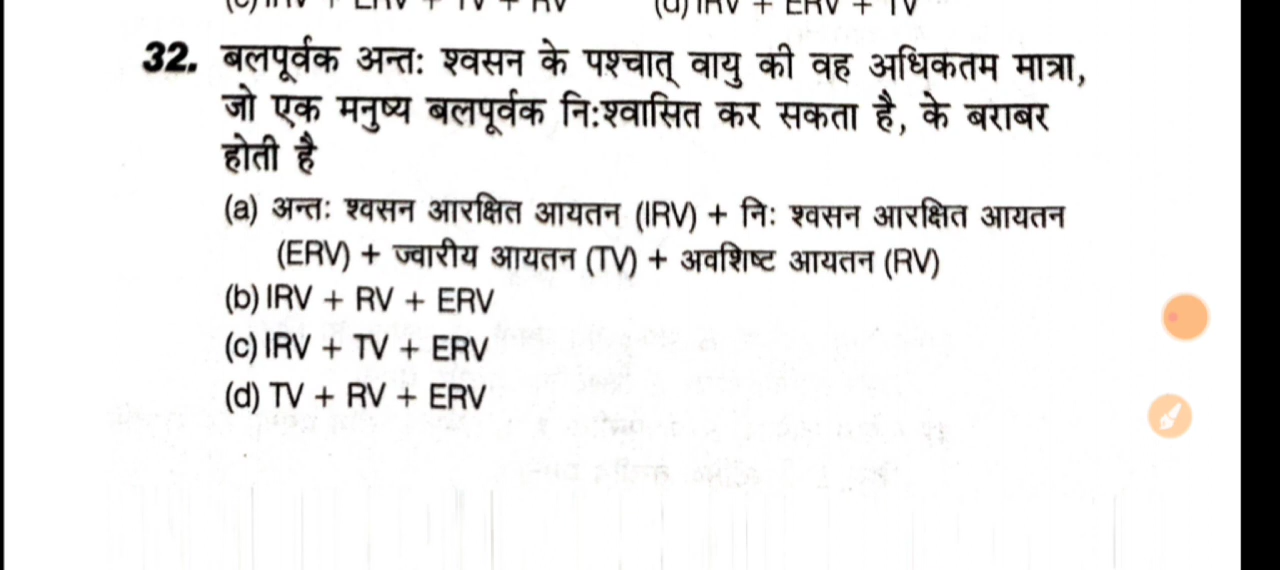 32. बलपूर्वक अन्तः श्वसन के पश्चात् वायु की वह अधिकतम मात्रा,
जो एक मनुष्य बलपूर्वक नि:श्वासित कर सकता है, के बराबर
होती है
(a) अन्तः श्वसन आरक्षित आयतन (IRV) + निः श्वसन आरक्षित आयतन
(ERV) + ज्वारीय आयतन (TV) + अवशिष्ट आयतन (RV)
(b) IRV + RV + ERV
(c) IRV + TV + ERV
(d) TV + RV + ERV